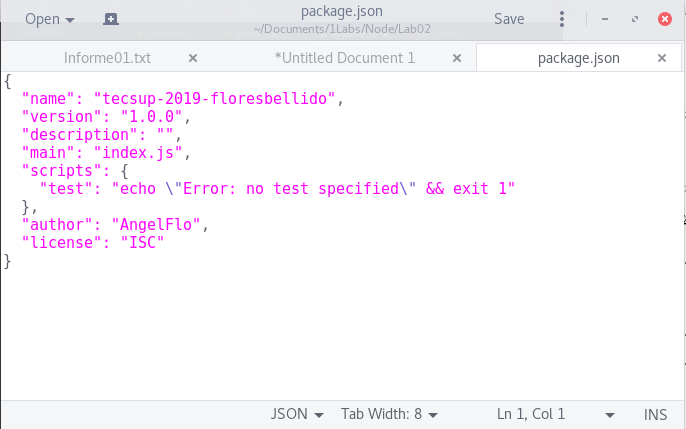 Open package.json Save
~/Documents/1Labs/Node/Lab02
Informe01.txt *Untitled Document 1 package.json
{
  "name": "tecsup-2019-floresbellido",
  "version": "1.0.0",
  "description": "",
  "main": "index.js",
  "scripts": {
    "test": "echo \"Error: no test specified\" && exit 1"
  },
  "author": "AngelFlo",
  "license": "ISC"
}
JSON Tab Width: 8 Ln 1, Col 1 INS